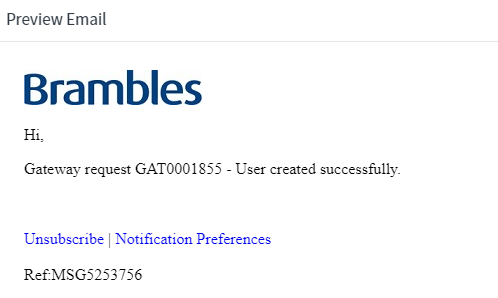 Preview Email
Brambles
Hi,
Gateway request GAT0001855 - User created successfully.
Unsubscribe | Notification Preferences
Ref:MSG5253756